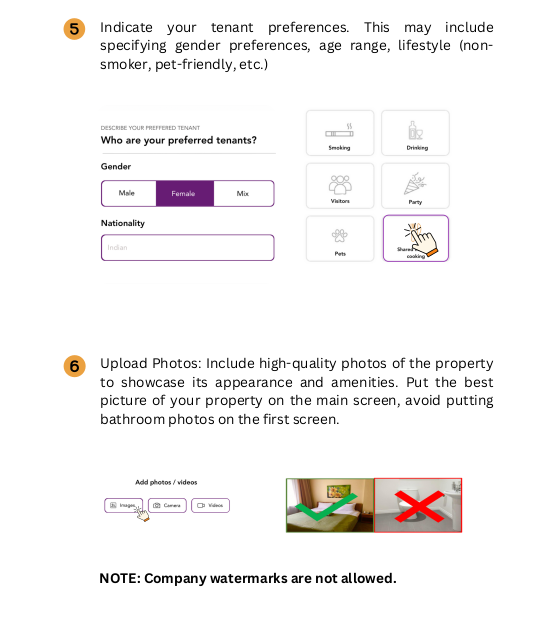 5
Indicate your tenant preferences. This may include
specifying gender preferences, age range, lifestyle (non-
smoker, pet-friendly, etc.)
DESCRIBE YOUR PREFFERED TENANT
Who are your preferred tenants?
Gender
Male Female Mix
Nationality
Indian
Smoking Drinking
Visitors Party
Pets Shared
cooking
6
Upload Photos: Include high-quality photos of the property
to showcase its appearance and amenities. Put the best
picture of your property on the main screen, avoid putting
bathroom photos on the first screen.
Add photos / videos
Images Camera Videos
NOTE: Company watermarks are not allowed.